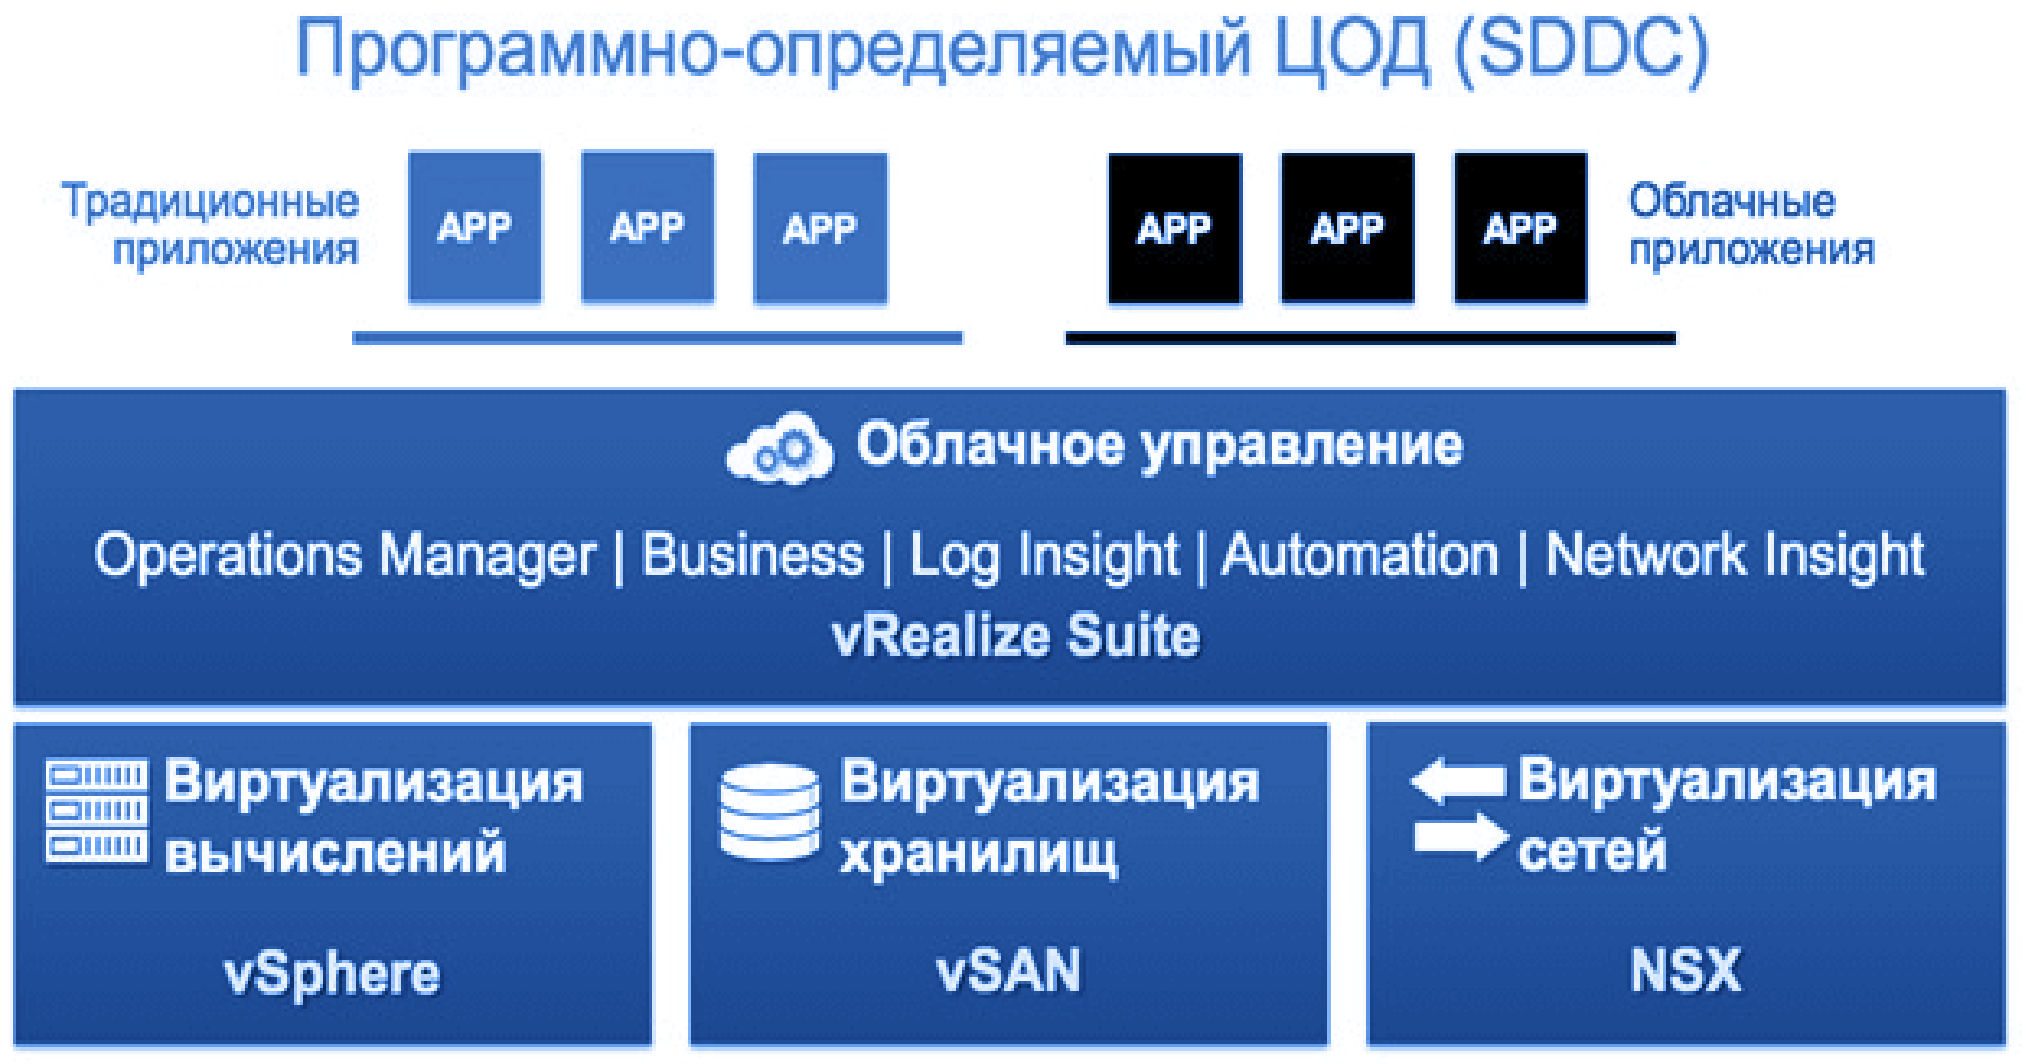 Программно-определяемый ЦОД (SDDC)
Традиционные
приложения
APP APP APP
APP APP APP
Облачные
приложения
Облачное управление
Operations Manager | Business | Log Insight | Automation | Network Insight
vRealize Suite
Виртуализация
вычислений
vSphere
Виртуализация
хранилищ
vSAN
Виртуализация
сетей
NSX